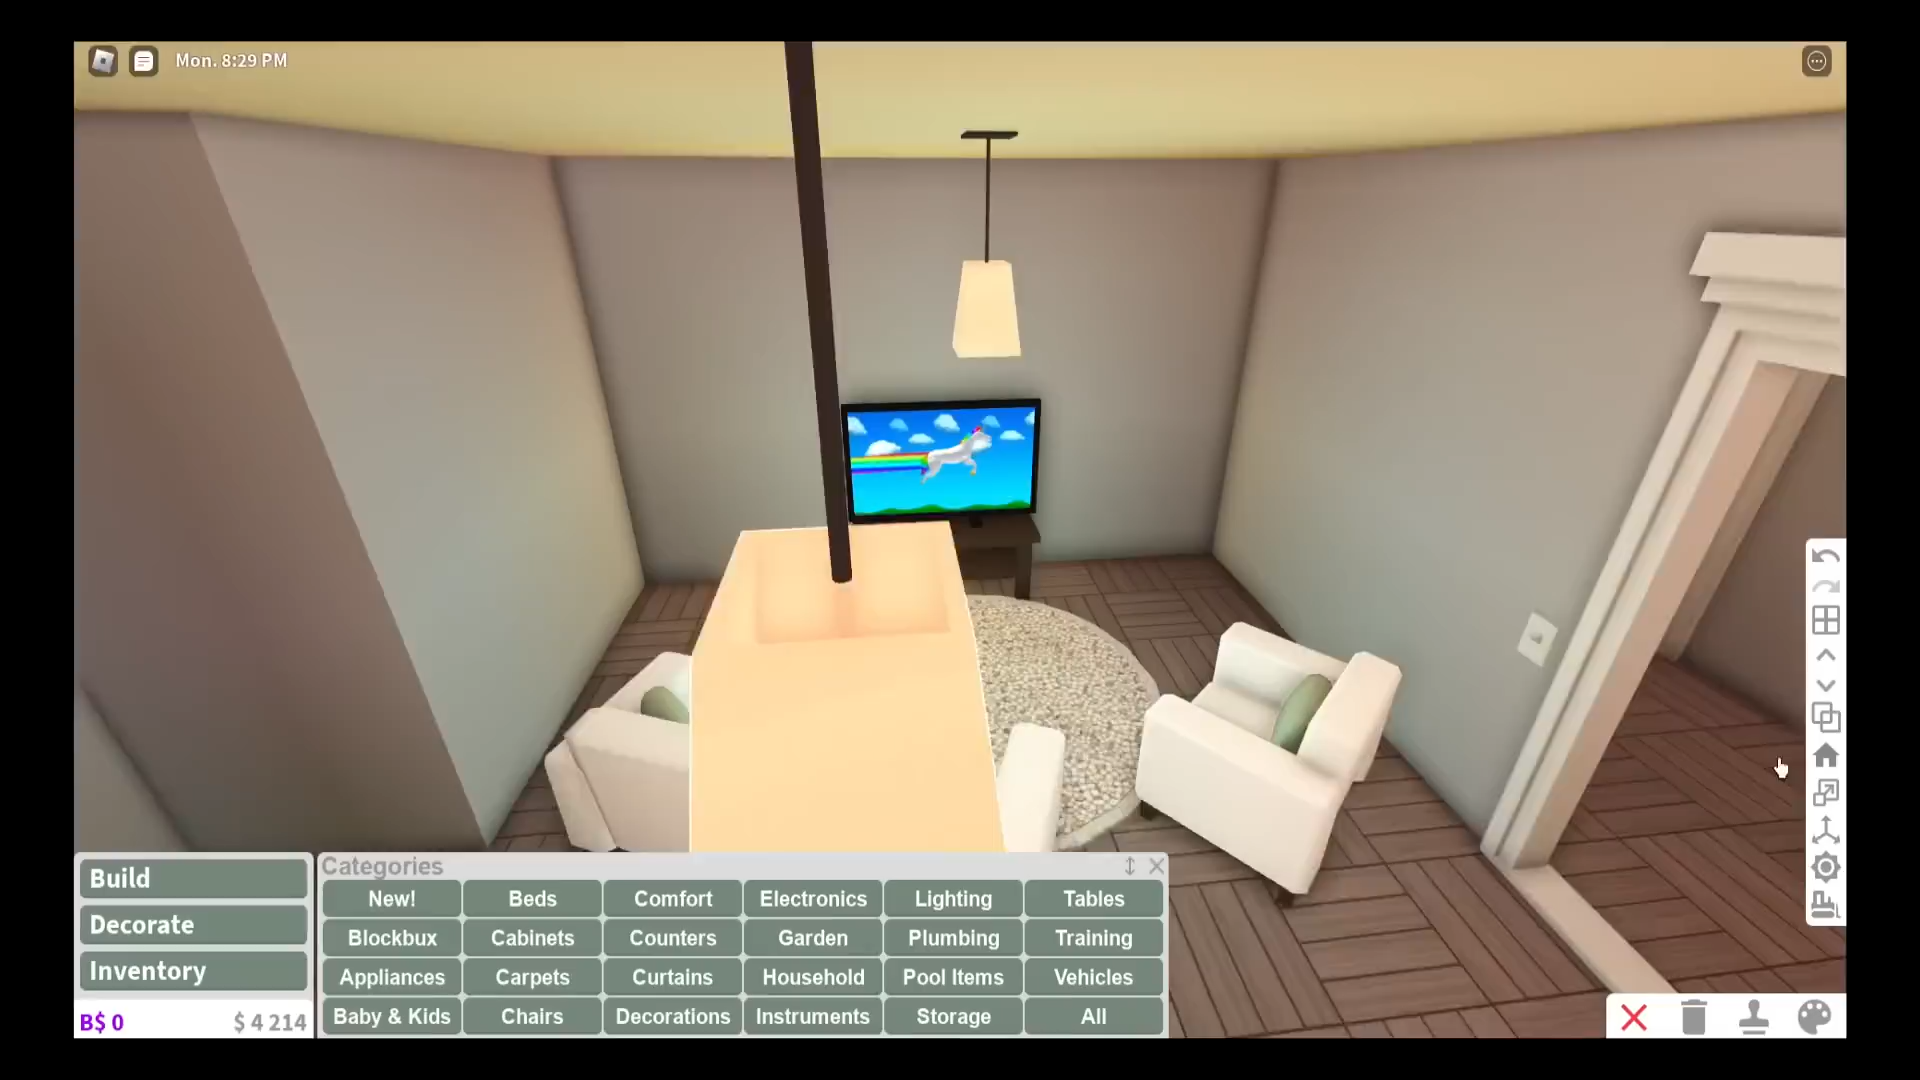 Mon. 8:29 PM
Build
Decorate
Inventory
B$ 0 $ 4 214
Categories
New! Beds Comfort Electronics Lighting Tables
Blockbux Cabinets Counters Garden Plumbing Training
Appliances Carpets Curtains Household Pool Items Vehicles
Baby & Kids Chairs Decorations Instruments Storage All